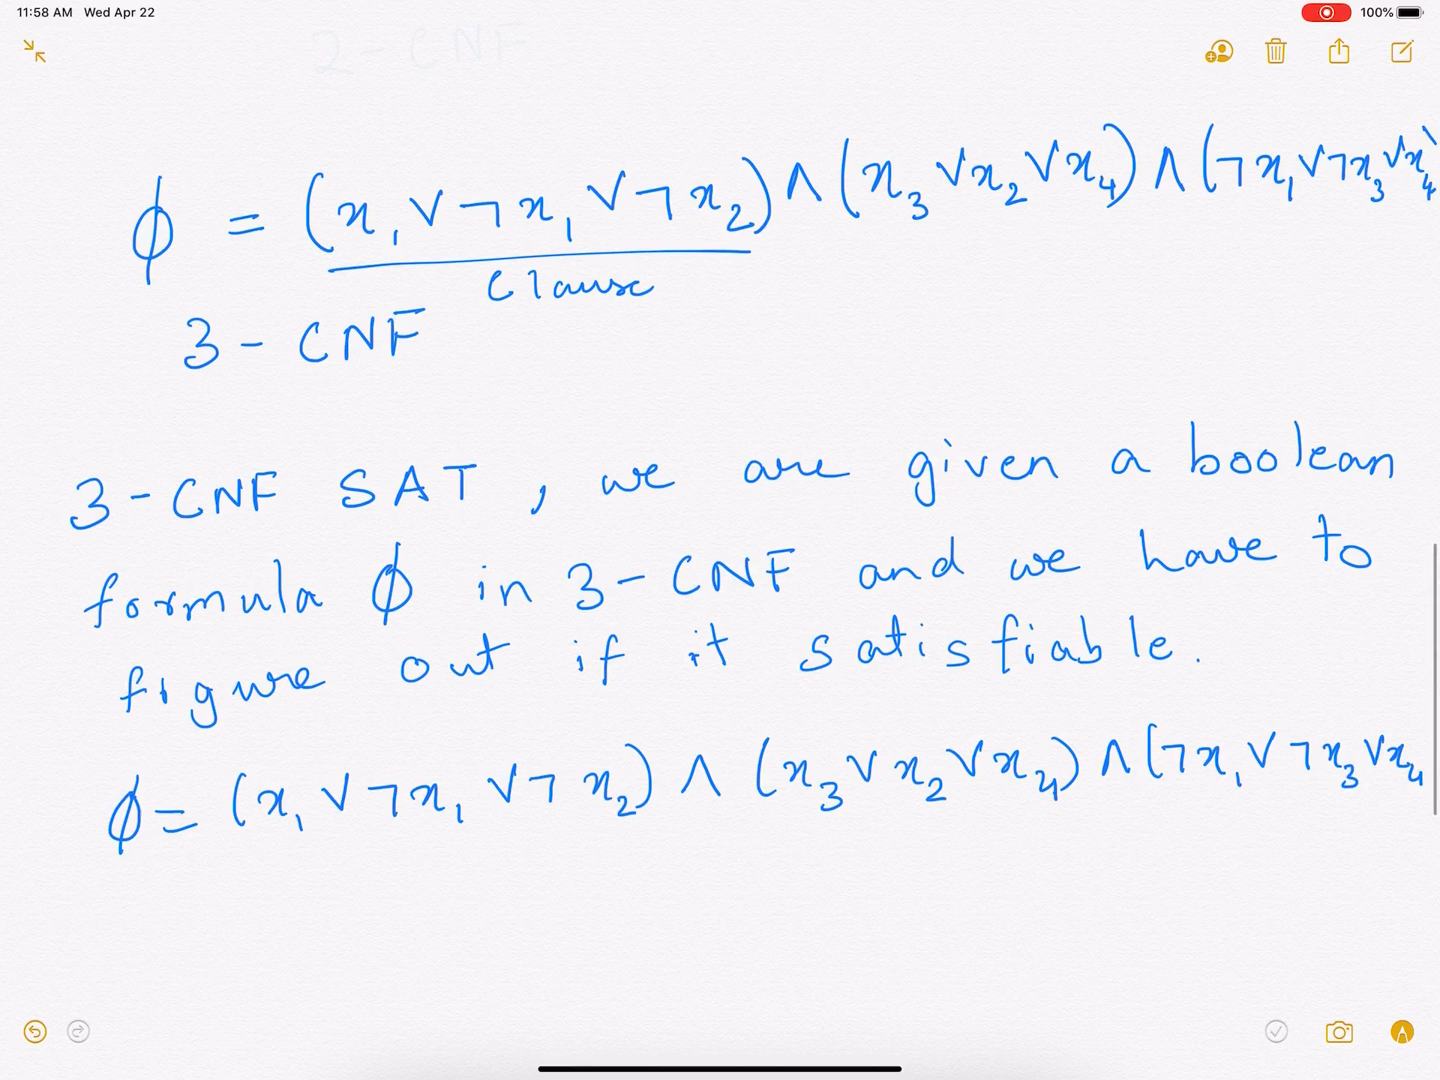 11:58 AM Wed Apr 22 100%
2-CNF
ϕ = (x₁ ∨ ¬x₁ ∨ ¬x₂) ∧ (x₃ ∨ x₂ ∨ x₄) ∧ (¬x₁ ∨ ¬x₃ ∨ x₄)
Clause
3-CNF
3-CNF SAT, we are given a boolean
formula ϕ in 3-CNF and we have to
figure out if it satisfiable.
ϕ = (x₁ ∨ ¬x₁ ∨ ¬x₂) ∧ (x₃ ∨ x₂ ∨ x₄) ∧ (¬x₁ ∨ ¬x₃ ∨ x₄